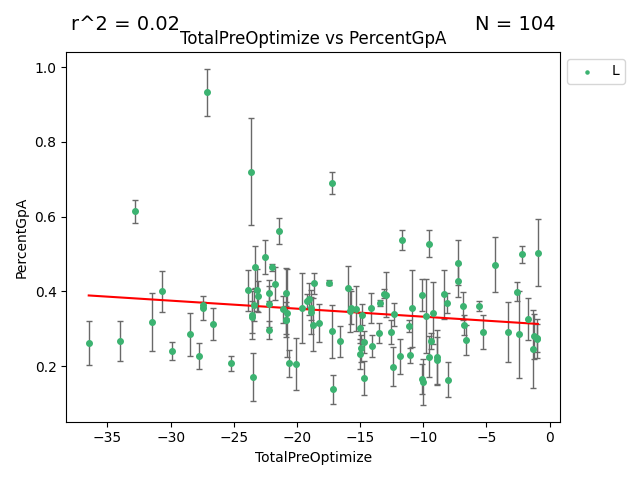 r^2 = 0.02
N = 104
TotalPreOptimize vs PercentGpA
L
1.0
0.8
0.6
0.4
0.2
PercentGpA
−35 −30 −25 −20 −15 −10 −5 0
TotalPreOptimize